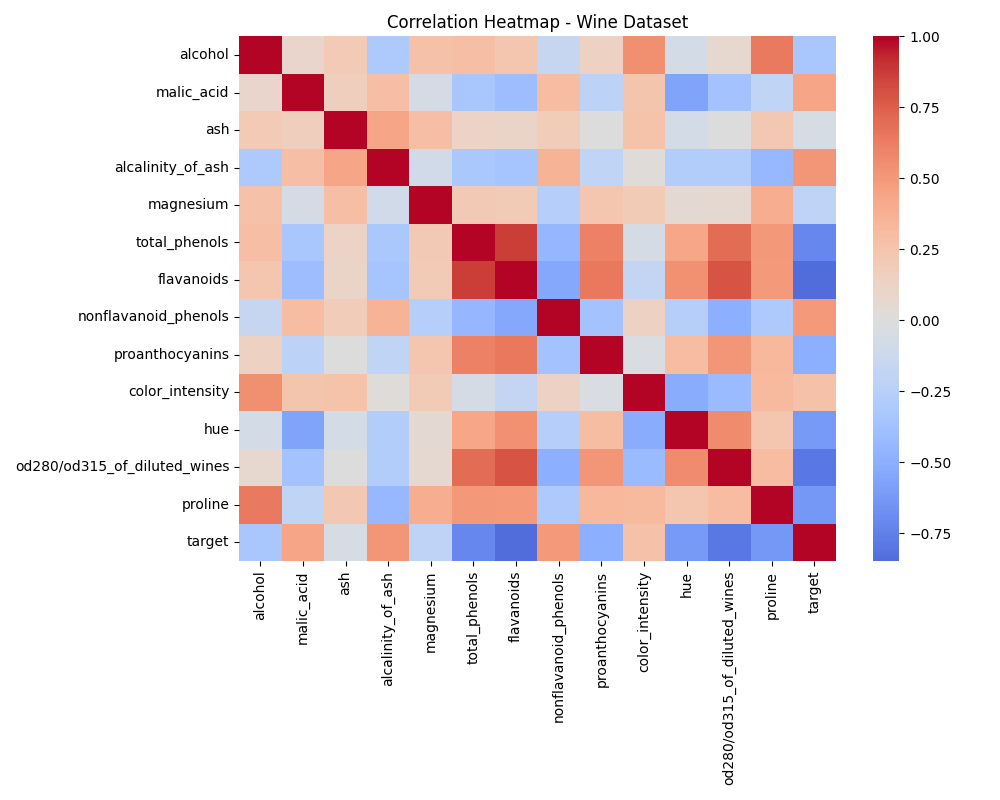 Correlation Heatmap - Wine Dataset
alcohol
malic_acid
ash
alcalinity_of_ash
magnesium
total_phenols
flavanoids
nonflavanoid_phenols
proanthocyanins
color_intensity
hue
od280/od315_of_diluted_wines
proline
target
alcohol
malic_acid
ash
alcalinity_of_ash
magnesium
total_phenols
flavanoids
nonflavanoid_phenols
proanthocyanins
color_intensity
hue
od280/od315_of_diluted_wines
proline
target
1.00
0.75
0.50
0.25
0.00
−0.25
−0.50
−0.75